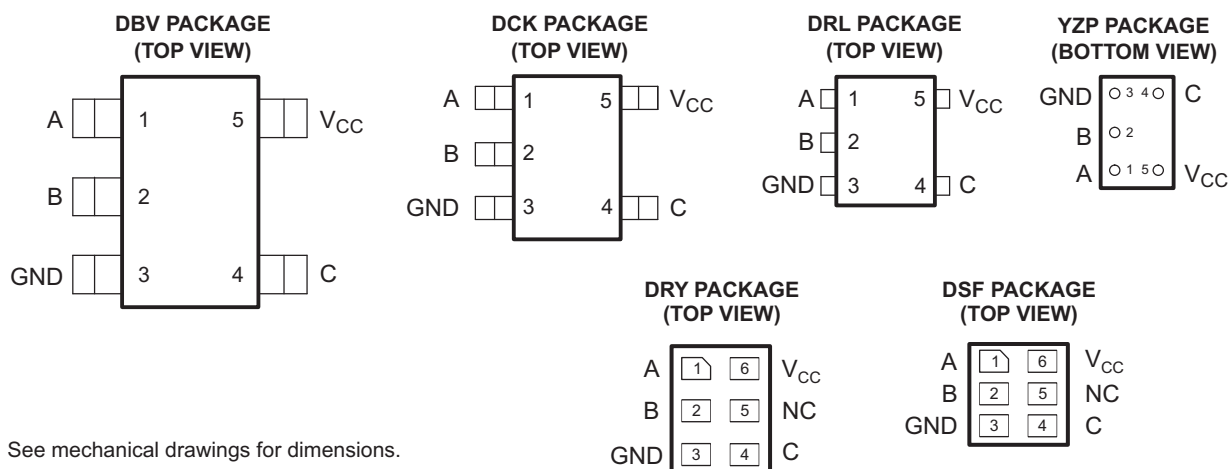 DBV PACKAGE
(TOP VIEW)
A 1 5 VCC
B 2
GND 3 4 C
DCK PACKAGE
(TOP VIEW)
A 1 5 VCC
B 2
GND 3 4 C
DRL PACKAGE
(TOP VIEW)
A 1 5 VCC
B 2
GND 3 4 C
YZP PACKAGE
(BOTTOM VIEW)
GND 3 4 C
B 2
A 1 5 VCC
DRY PACKAGE
(TOP VIEW)
A 1 6 VCC
B 2 5 NC
GND 3 4 C
DSF PACKAGE
(TOP VIEW)
A 1 6 VCC
B 2 5 NC
GND 3 4 C
See mechanical drawings for dimensions.